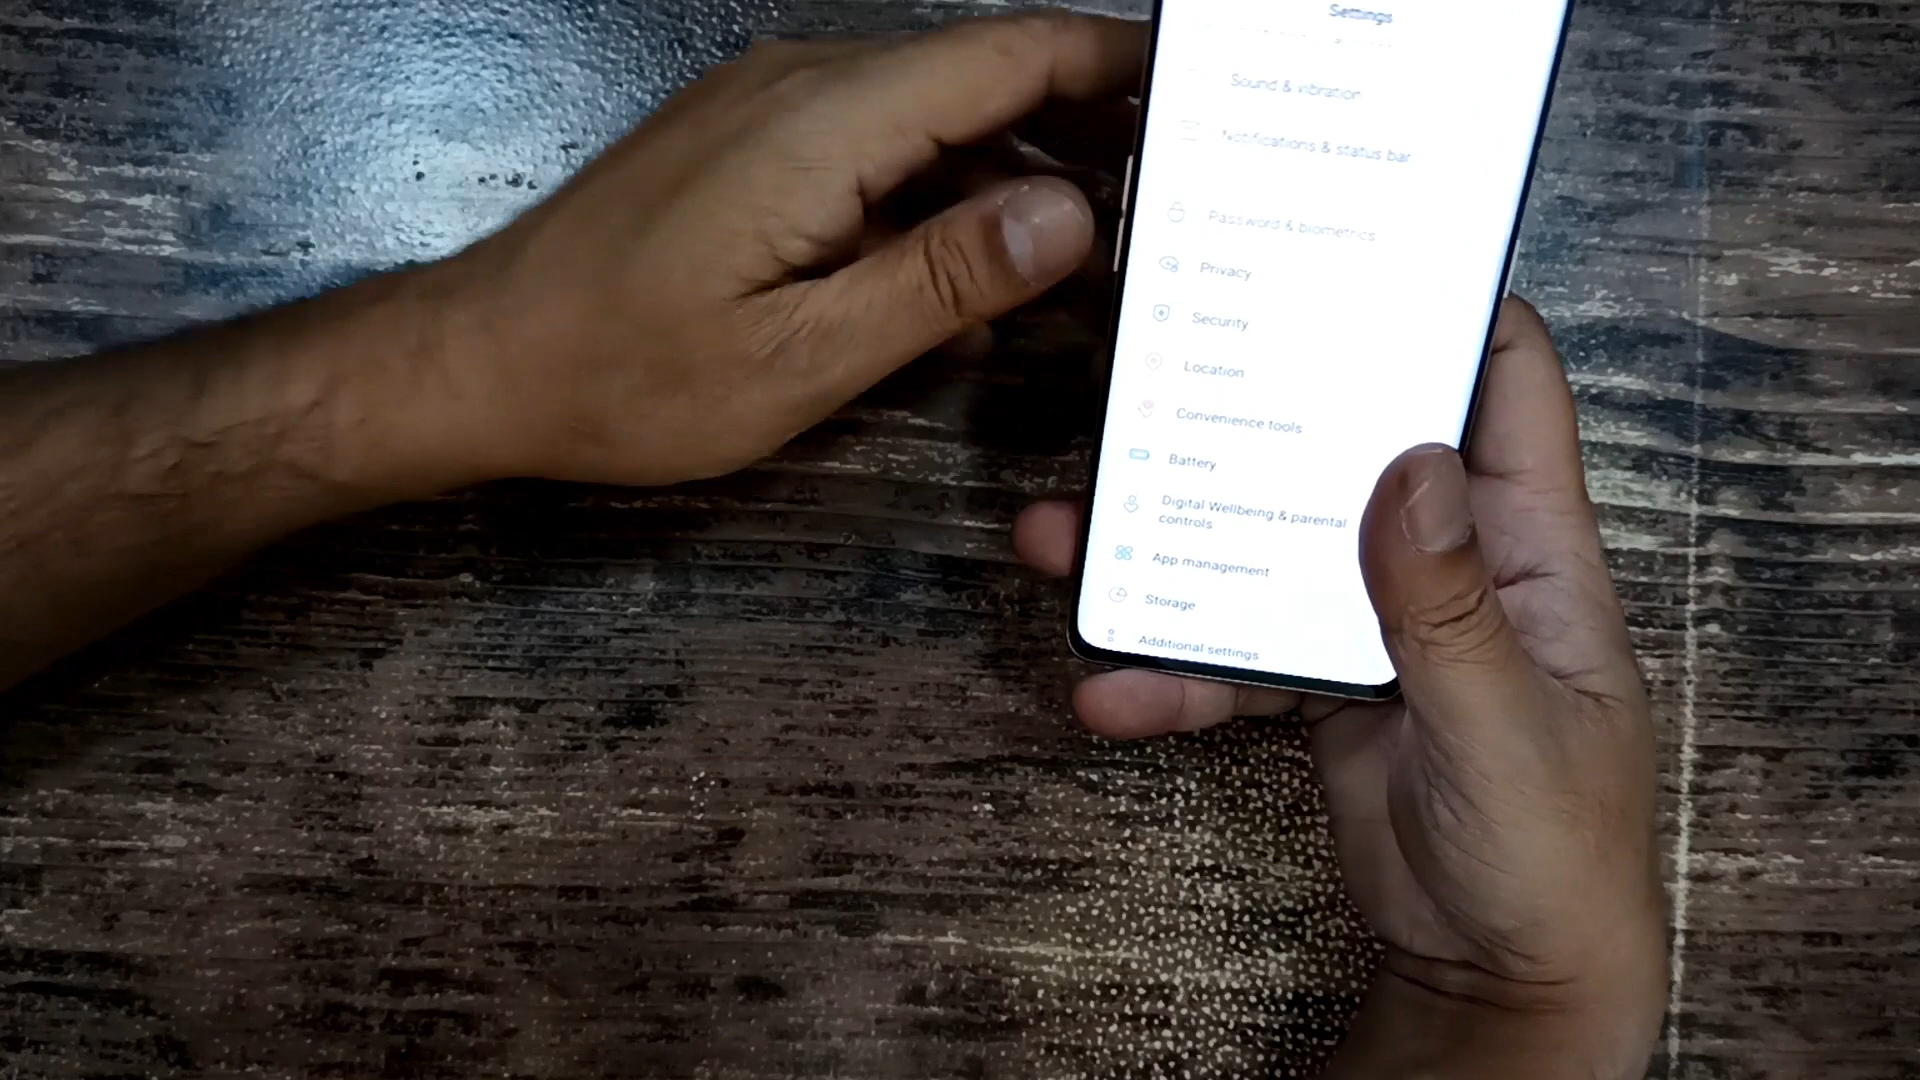 Settings
Sound & vibration
Notifications & status bar
Password & biometrics
Privacy
Security
Location
Convenience tools
Battery
Digital Wellbeing & parental
controls
App management
Storage
Additional settings